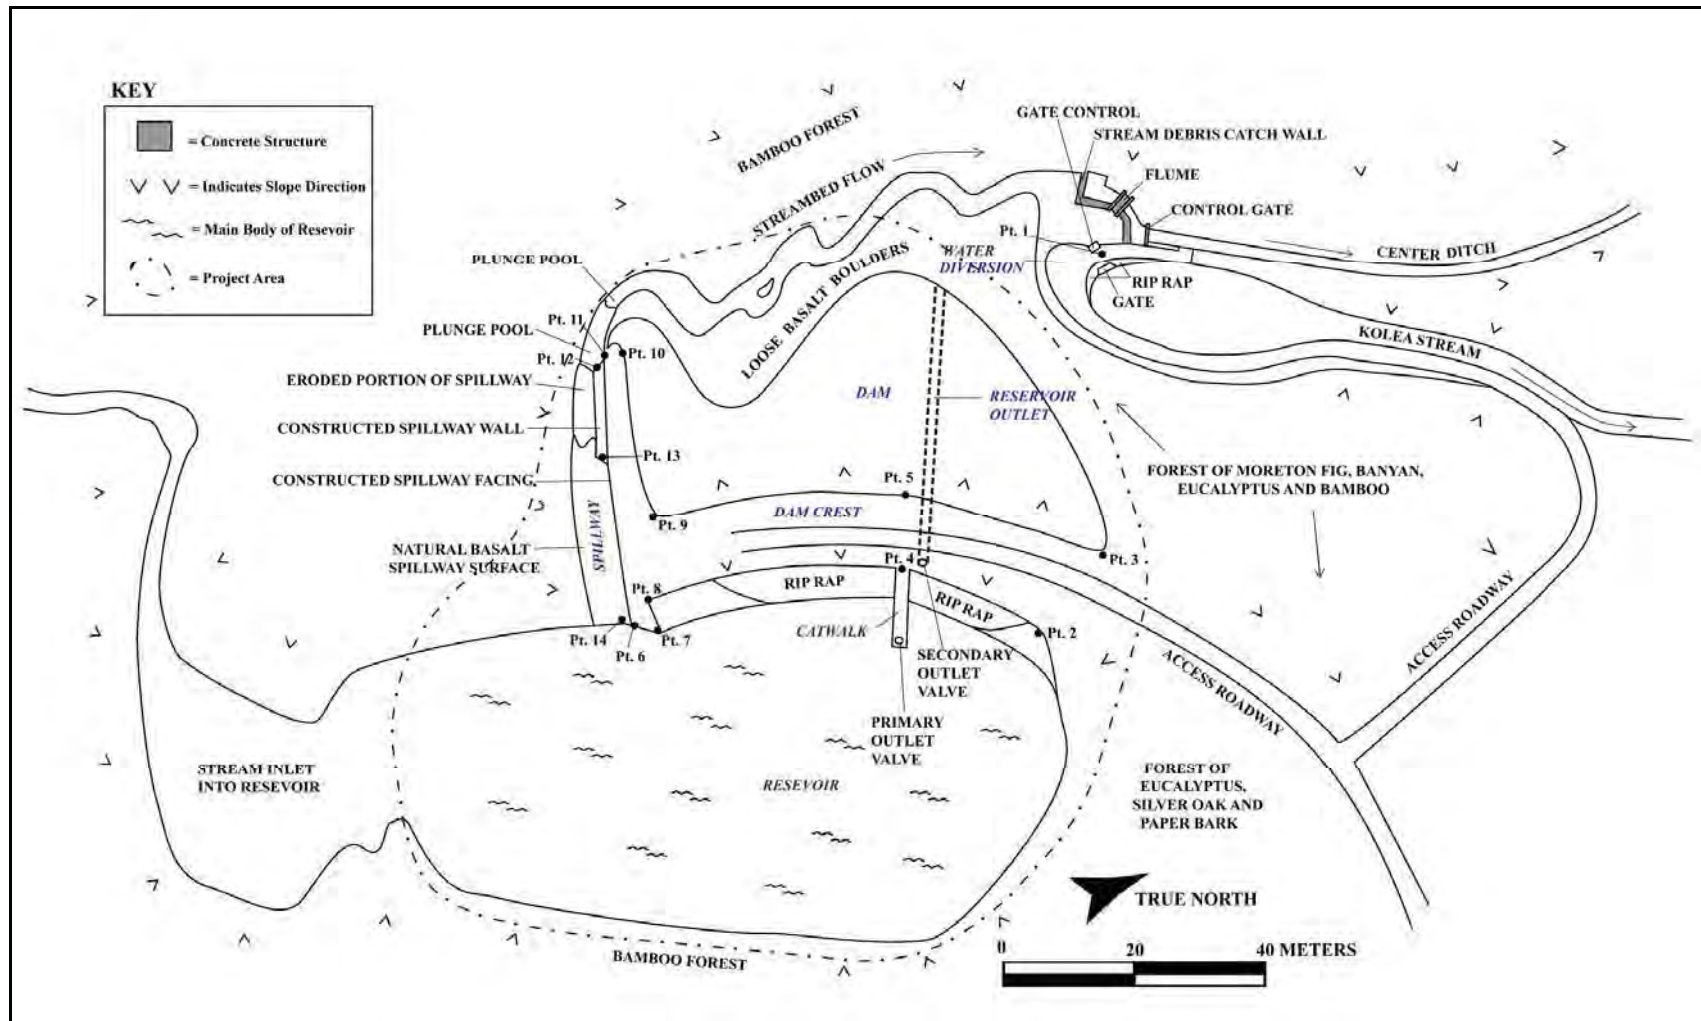 KEY
= Concrete Structure
= Indicates Slope Direction
= Main Body of Resevoir
= Project Area
BAMBOO FOREST
STREAMBED FLOW
GATE CONTROL
STREAM DEBRIS CATCH WALL
FLUME
CONTROL GATE
Pt. 1
CENTER DITCH
WATER
DIVERSION
RIP RAP
GATE
KOLEA STREAM
PLUNGE POOL
Pt. 11
PLUNGE POOL
Pt. 12
Pt. 10
LOOSE BASALT BOULDERS
ERODED PORTION OF SPILLWAY
DAM
RESERVOIR
OUTLET
CONSTRUCTED SPILLWAY WALL
Pt. 13
CONSTRUCTED SPILLWAY FACING
Pt. 5
FOREST OF MORETON FIG, BANYAN,
EUCALYPTUS AND BAMBOO
DAM CREST
Pt. 9
SPILLWAY
NATURAL BASALT
SPILLWAY SURFACE
Pt. 4
Pt. 3
Pt. 8
RIP RAP
RIP RAP
ACCESS ROADWAY
Pt. 14
Pt. 6
Pt. 7
CATWALK
Pt. 2
SECONDARY
OUTLET
VALVE
ACCESS ROADWAY
PRIMARY
OUTLET
VALVE
STREAM INLET
INTO RESEVOIR
RESEVOIR
FOREST OF
EUCALYPTUS,
SILVER OAK AND
PAPER BARK
TRUE NORTH
BAMBOO FOREST
0 20 40 METERS